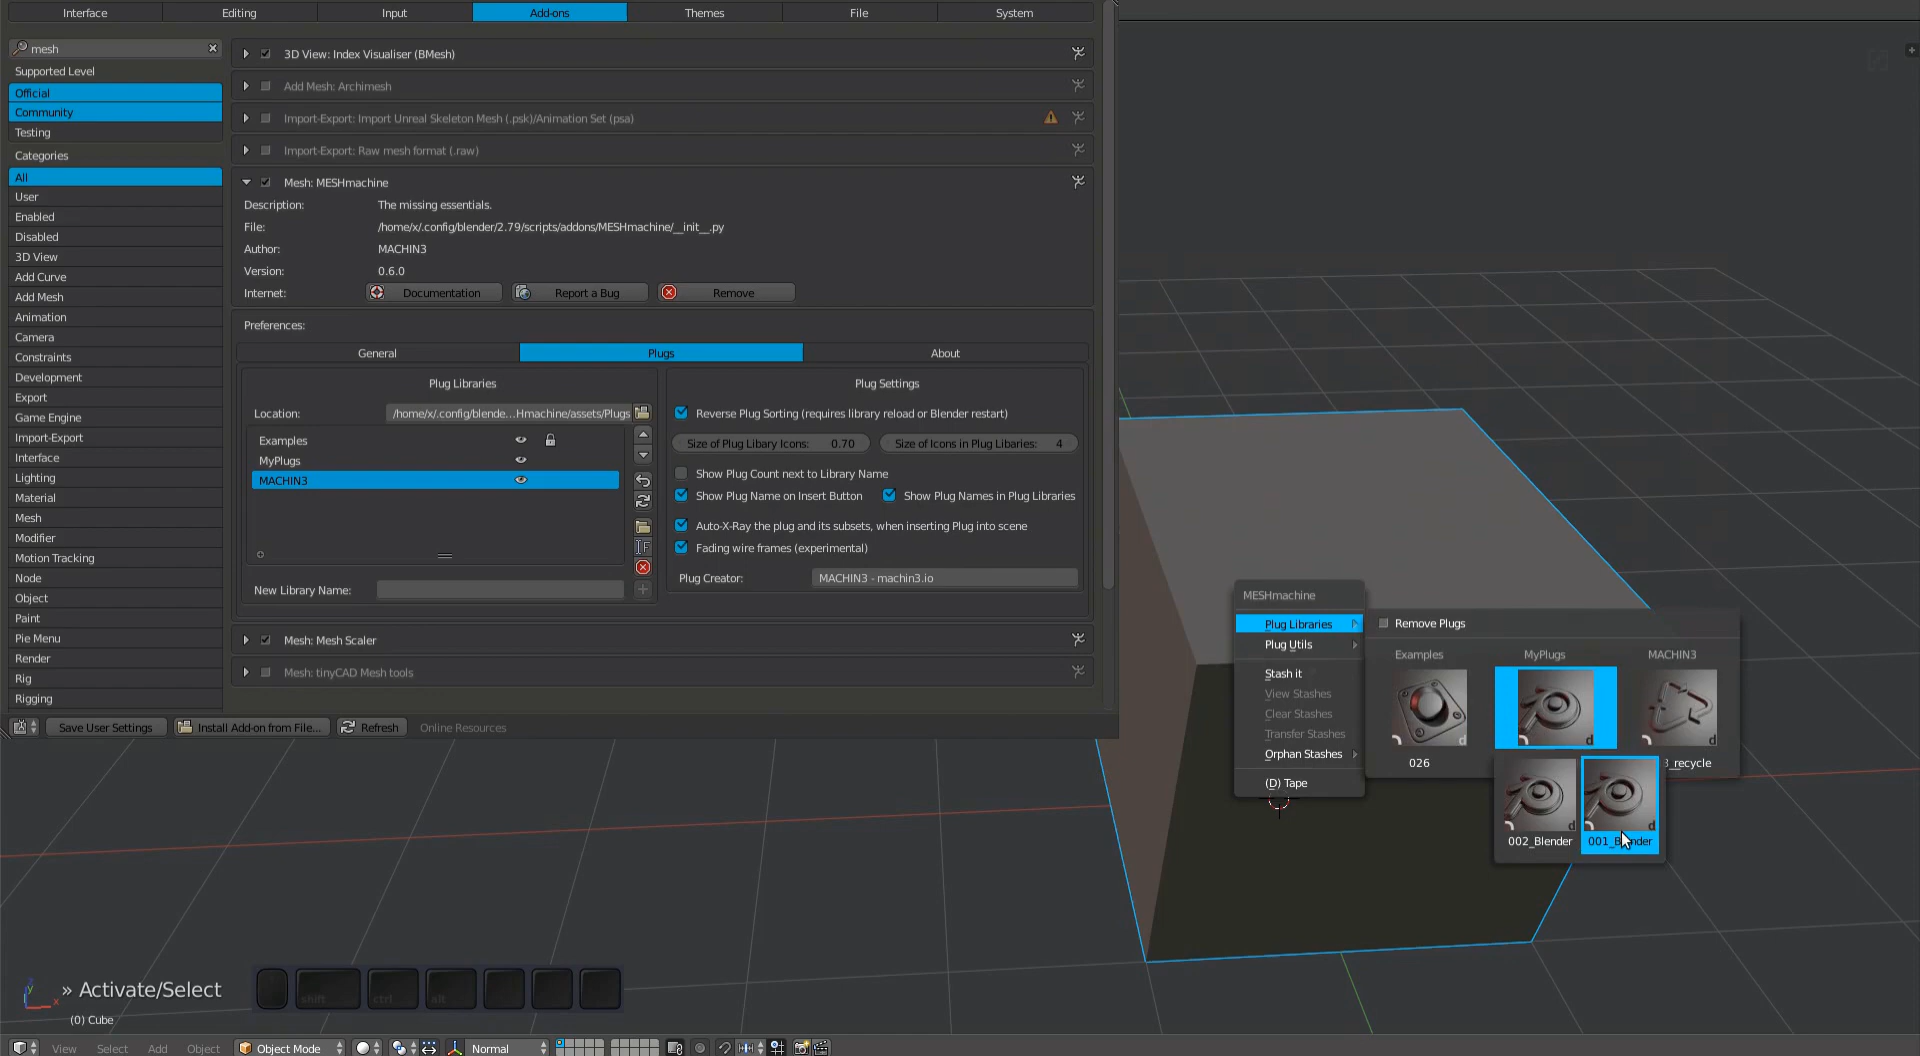 Interface Editing Input Add-ons Themes File System
mesh
Supported Level
Official
Community
Testing
Categories
All
User
Enabled
Disabled
3D View
Add Curve
Add Mesh
Animation
Camera
Constraints
Development
Export
Game Engine
Import-Export
Interface
Lighting
Material
Mesh
Modifier
Motion Tracking
Node
Object
Paint
Pie Menu
Render
Rig
Rigging
3D View: Index Visualiser (BMesh)
Add Mesh: Archimesh
Import-Export: Import Unreal Skeleton Mesh (.psk)/Animation Set (psa)
Import-Export: Raw mesh format (.raw)
Mesh: MESHmachine
Description: The missing essentials.
File: /home/x/.config/blender/2.79/scripts/addons/MESHmachine/__init__.py
Author: MACHIN3
Version: 0.6.0
Internet: Documentation Report a Bug Remove
Preferences:
General Plugs About
Plug Libraries
Location: /home/x/.config/blende...Hmachine/assets/Plugs
Examples
MyPlugs
MACHIN3
New Library Name:
Plug Settings
Reverse Plug Sorting (requires library reload or Blender restart)
Size of Plug Libary Icons: 0.70 Size of Icons in Plug Libaries: 4
Show Plug Count next to Library Name
Show Plug Name on Insert Button Show Plug Names in Plug Libraries
Auto-X-Ray the plug and its subsets, when inserting Plug into scene
Fading wire frames (experimental)
Plug Creator: MACHIN3 - machin3.io
Mesh: Mesh Scaler
Mesh: tinyCAD Mesh tools
Save User Settings Install Add-on from File... Refresh Online Resources
MESHmachine
Plug Libraries
Plug Utils
Stash it
View Stashes
Clear Stashes
Transfer Stashes
Orphan Stashes
(D) Tape
Remove Plugs
Examples MyPlugs MACHIN3
026 _recycle
002_Blender
d d d
d d
» Activate/Select
shift ctrl alt
(0) Cube
View Select Add Object Object Mode Normal